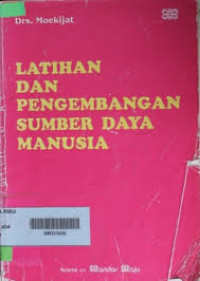 Drs. Moekijat
LATIHAN
DAN
PENGEMBANGAN
SUMBER DAYA
MANUSIA
Mandar Maju